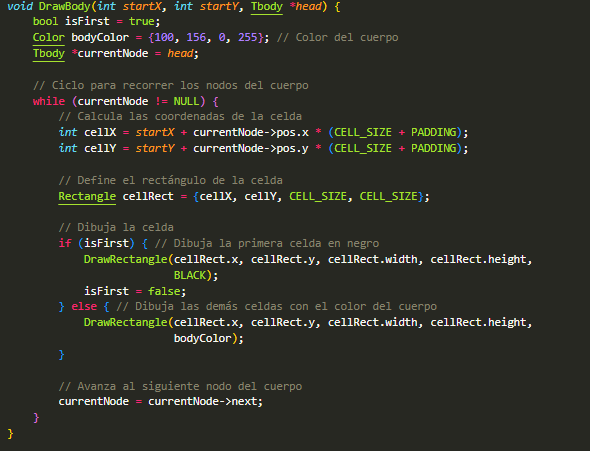 void DrawBody(int startX, int startY, Tbody *head) {
    bool isFirst = true;
    Color bodyColor = {100, 156, 0, 255}; // Color del cuerpo
    Tbody *currentNode = head;

    // Ciclo para recorrer los nodos del cuerpo
    while (currentNode != NULL) {
        // Calcula las coordenadas de la celda
        int cellX = startX + currentNode->pos.x * (CELL_SIZE + PADDING);
        int cellY = startY + currentNode->pos.y * (CELL_SIZE + PADDING);

        // Define el rectángulo de la celda
        Rectangle cellRect = {cellX, cellY, CELL_SIZE, CELL_SIZE};

        // Dibuja la celda
        if (isFirst) { // Dibuja la primera celda en negro
            DrawRectangle(cellRect.x, cellRect.y, cellRect.width, cellRect.height,
                          BLACK);
            isFirst = false;
        } else { // Dibuja las demás celdas con el color del cuerpo
            DrawRectangle(cellRect.x, cellRect.y, cellRect.width, cellRect.height,
                          bodyColor);
        }

        // Avanza al siguiente nodo del cuerpo
        currentNode = currentNode->next;
    }
}